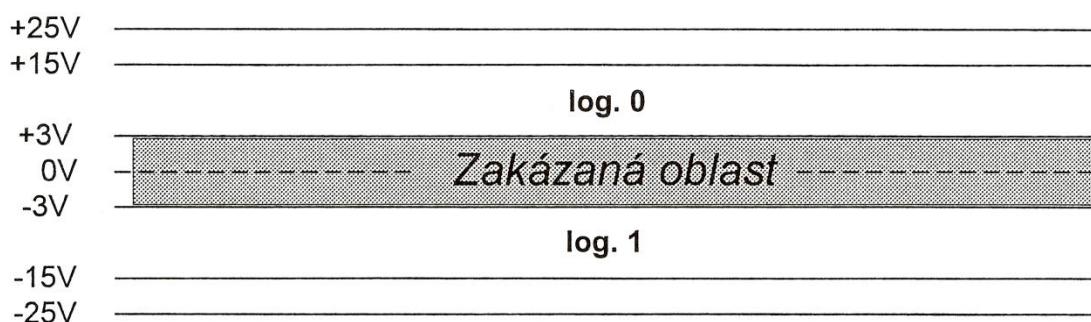 +25V
+15V
log. 0
+3V
0V
Zakázaná oblast
-3V
log. 1
-15V
-25V